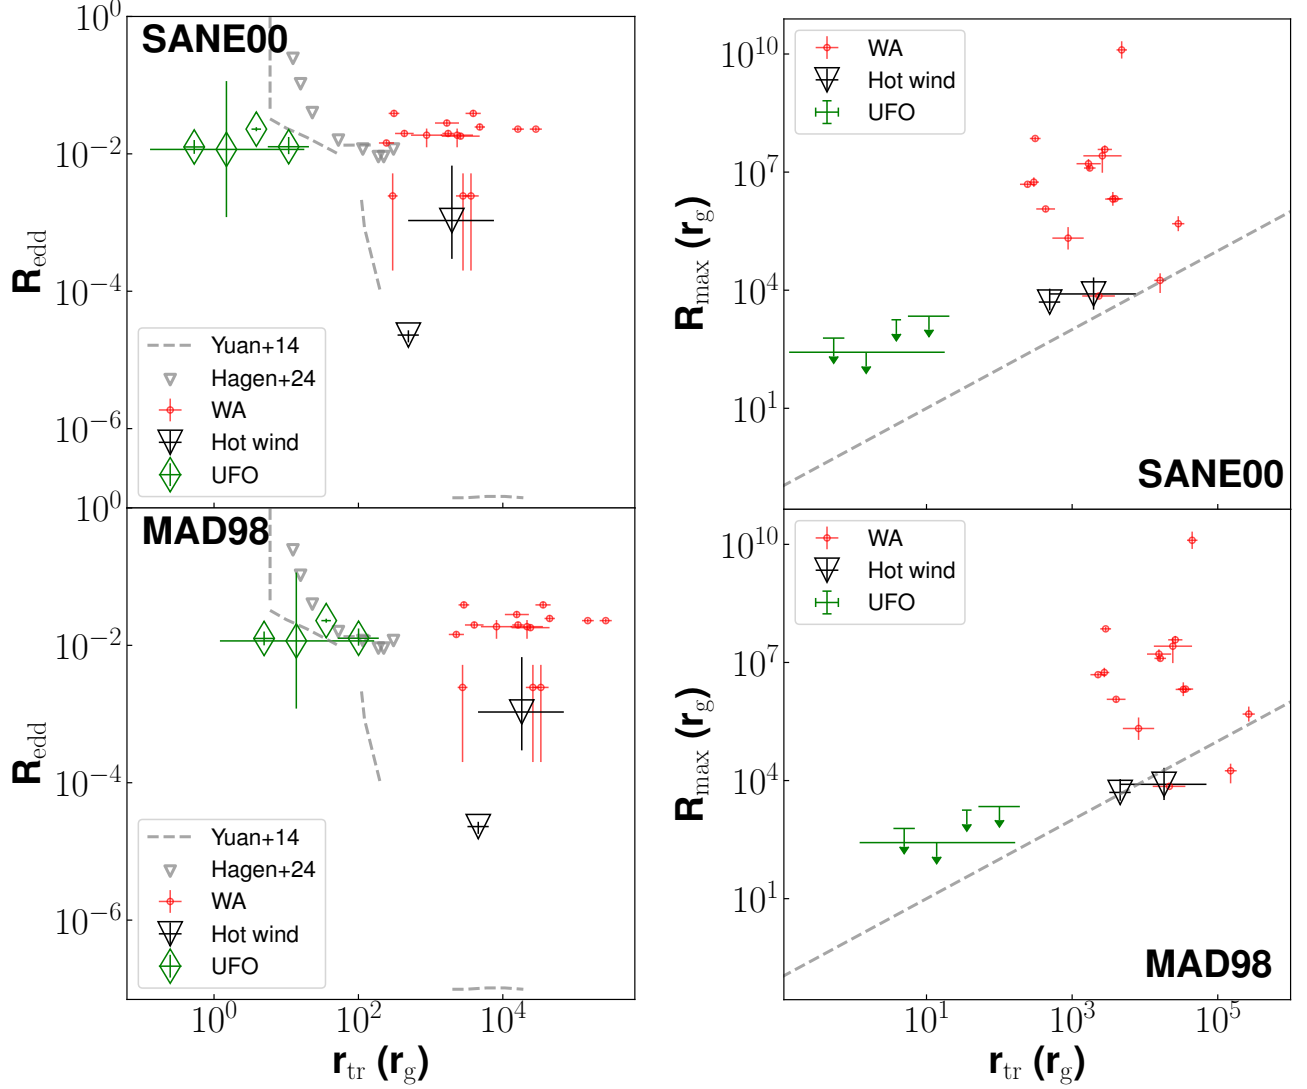 SANE00
10^0
10^-2
10^-4
10^-6
R_edd
Yuan+14
Hagen+24
WA
Hot wind
UFO
WA
Hot wind
UFO
10^10
10^7
10^4
10^1
R_max (r_g)
SANE00
MAD98
10^0
10^-2
10^-4
10^-6
R_edd
Yuan+14
Hagen+24
WA
Hot wind
UFO
10^0
10^2
10^4
r_tr (r_g)
WA
Hot wind
UFO
10^10
10^7
10^4
10^1
R_max (r_g)
MAD98
10^1
10^3
10^5
r_tr (r_g)